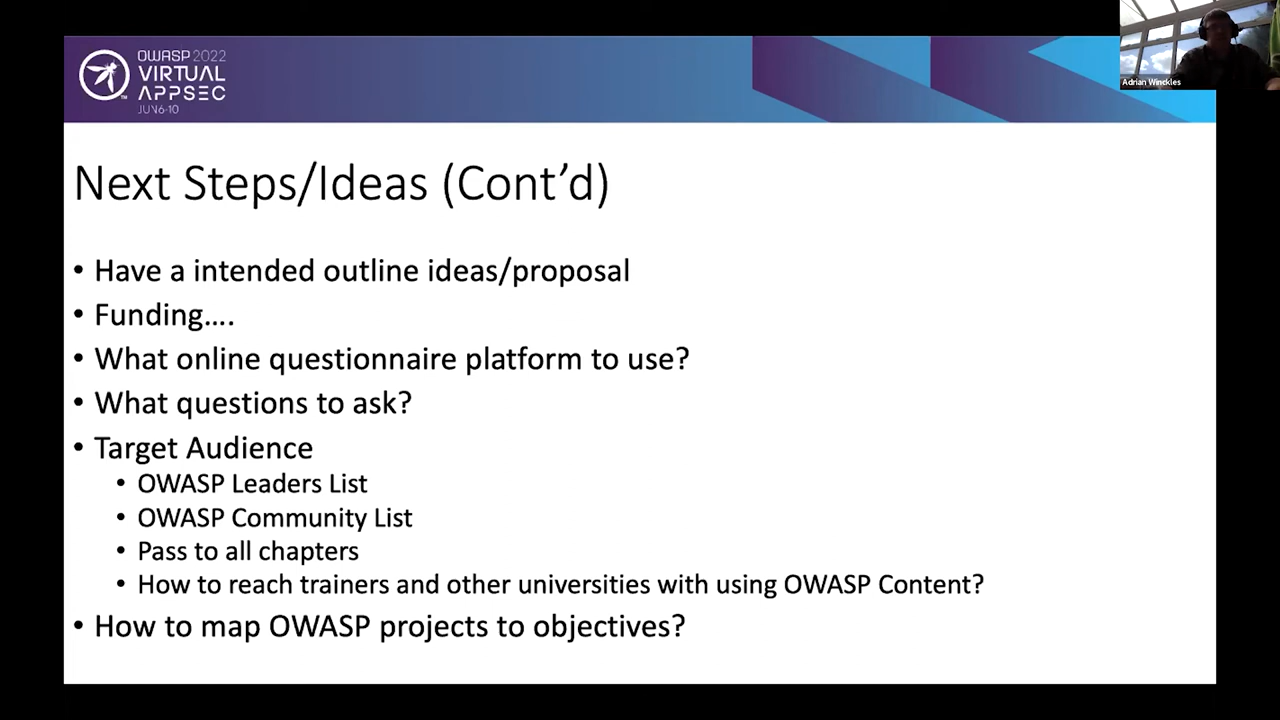 OWASP 2022
VIRTUAL
APPSEC
JUN 6-10
Adrian Winckles
Next Steps/Ideas (Cont’d)
• Have a intended outline ideas/proposal
• Funding….
• What online questionnaire platform to use?
• What questions to ask?
• Target Audience
• OWASP Leaders List
• OWASP Community List
• Pass to all chapters
• How to reach trainers and other universities with using OWASP Content?
• How to map OWASP projects to objectives?